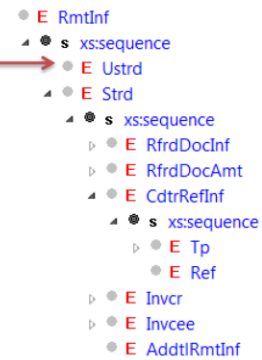 E RmtInf
s xs:sequence
E Ustrd
E Strd
s xs:sequence
E RfrdDocInf
E RfrdDocAmt
E CdtrRefInf
s xs:sequence
E Tp
E Ref
E Invcr
E Invcee
E AddtlRmtInf